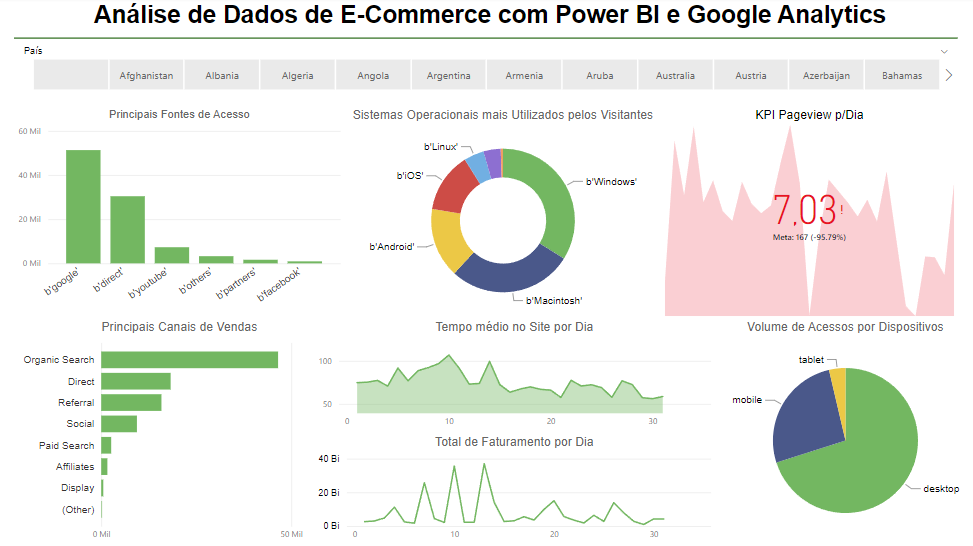 Análise de Dados de E-Commerce com Power BI e Google Analytics
País
Afghanistan Albania Algeria Angola Argentina Armenia Aruba Australia Austria Azerbaijan Bahamas
Principais Fontes de Acesso
60 Mil
40 Mil
20 Mil
0 Mil
b'google' b'direct' b'youtube' b'others' b'partners' b'facebook'
Sistemas Operacionais mais Utilizados pelos Visitantes
b'Linux'
b'iOS'
b'Windows'
b'Android'
b'Macintosh'
KPI Pageview p/Dia
7,03!
Meta: 167 (-95.79%)
Principais Canais de Vendas
Organic Search
Direct
Referral
Social
Paid Search
Affiliates
Display
(Other)
0 Mil 50 Mil
Tempo médio no Site por Dia
100
50
0 10 20 30
Total de Faturamento por Dia
40 Bi
20 Bi
0 Bi
0 10 20 30
Volume de Acessos por Dispositivos
tablet
mobile
desktop